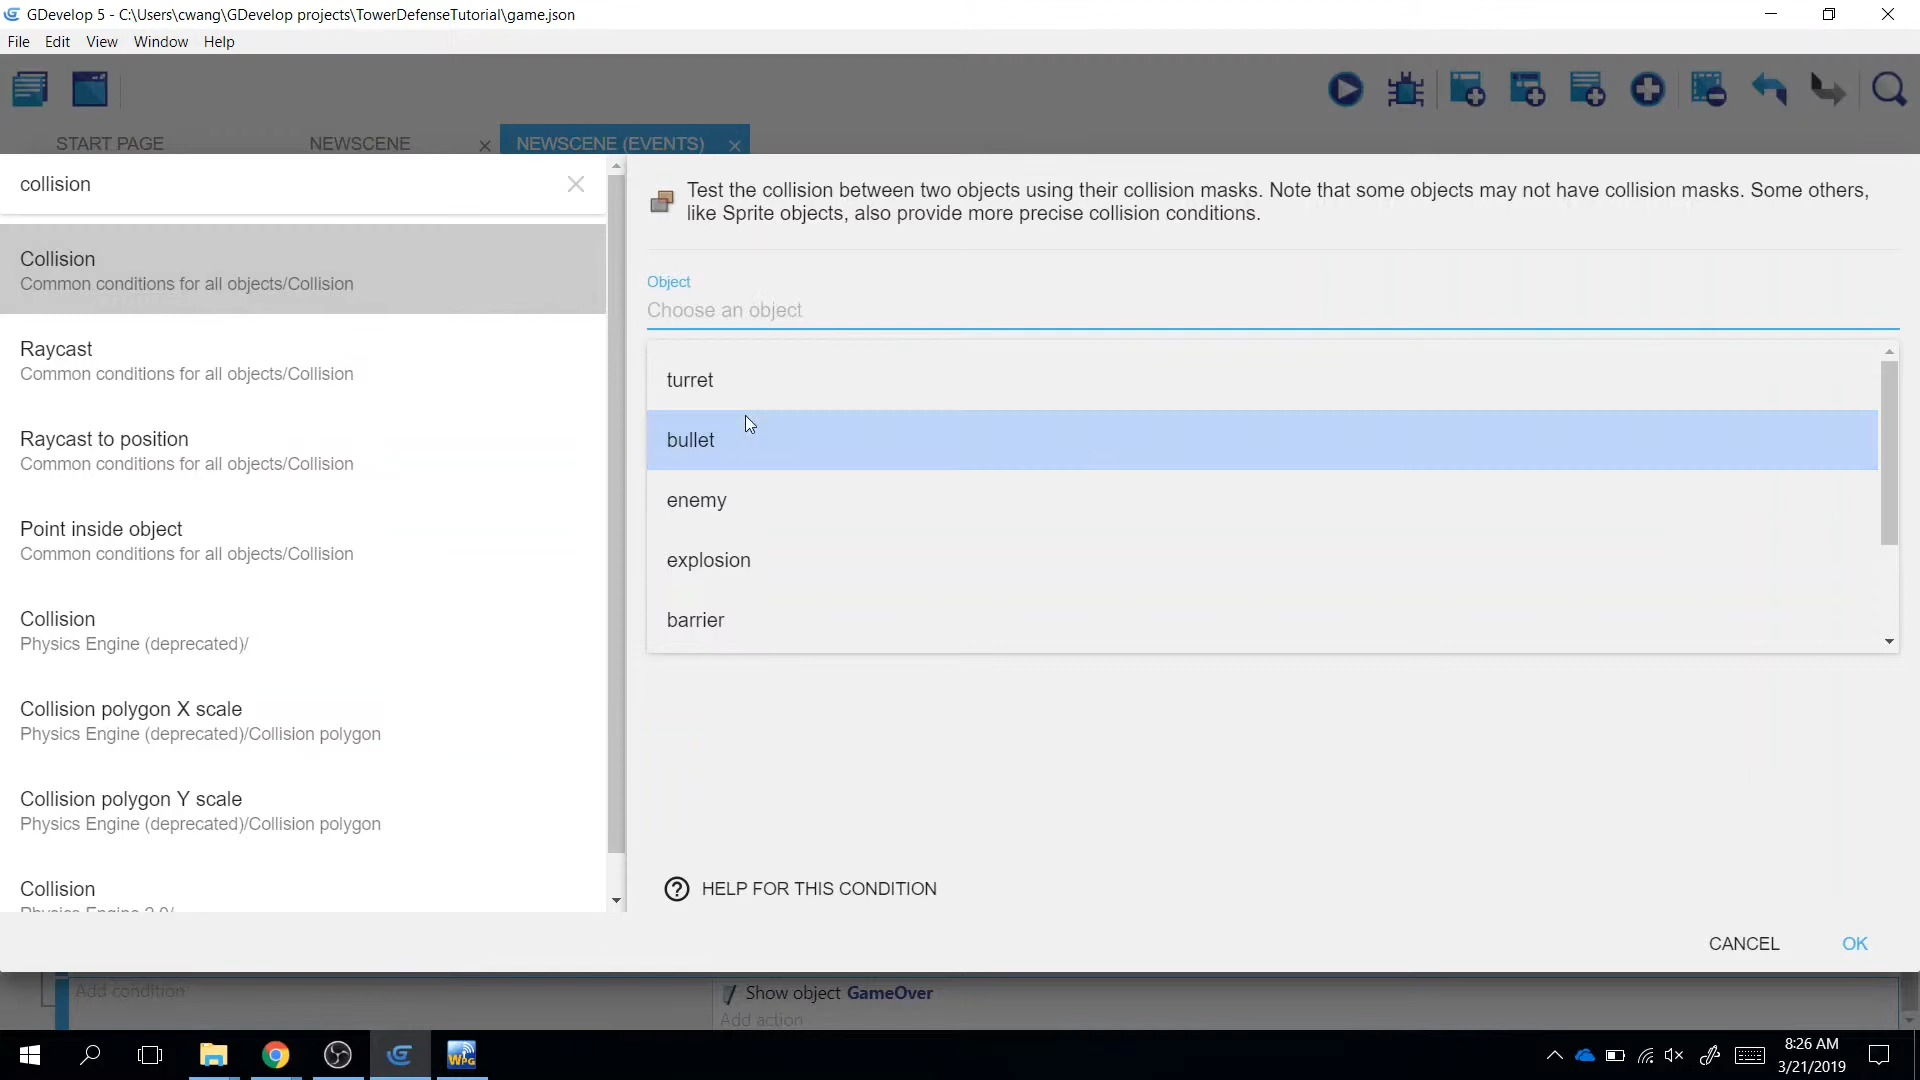 GDevelop 5 - C:\Users\cwang\GDevelop projects\TowerDefenseTutorial\game.json
File Edit View Window Help
START PAGE NEWSCENE NEWSCENE (EVENTS)
collision
Collision
Common conditions for all objects/Collision
Raycast
Common conditions for all objects/Collision
Raycast to position
Common conditions for all objects/Collision
Point inside object
Common conditions for all objects/Collision
Collision
Physics Engine (deprecated)/
Collision polygon X scale
Physics Engine (deprecated)/Collision polygon
Collision polygon Y scale
Physics Engine (deprecated)/Collision polygon
Collision
Physics Engine 2.0/
Test the collision between two objects using their collision masks. Note that some objects may not have collision masks. Some others,
like Sprite objects, also provide more precise collision conditions.
Object
Choose an object
turret
bullet
enemy
explosion
barrier
HELP FOR THIS CONDITION
CANCEL OK
Add condition
Show object GameOver
Add action
WPG
8:26 AM
3/21/2019